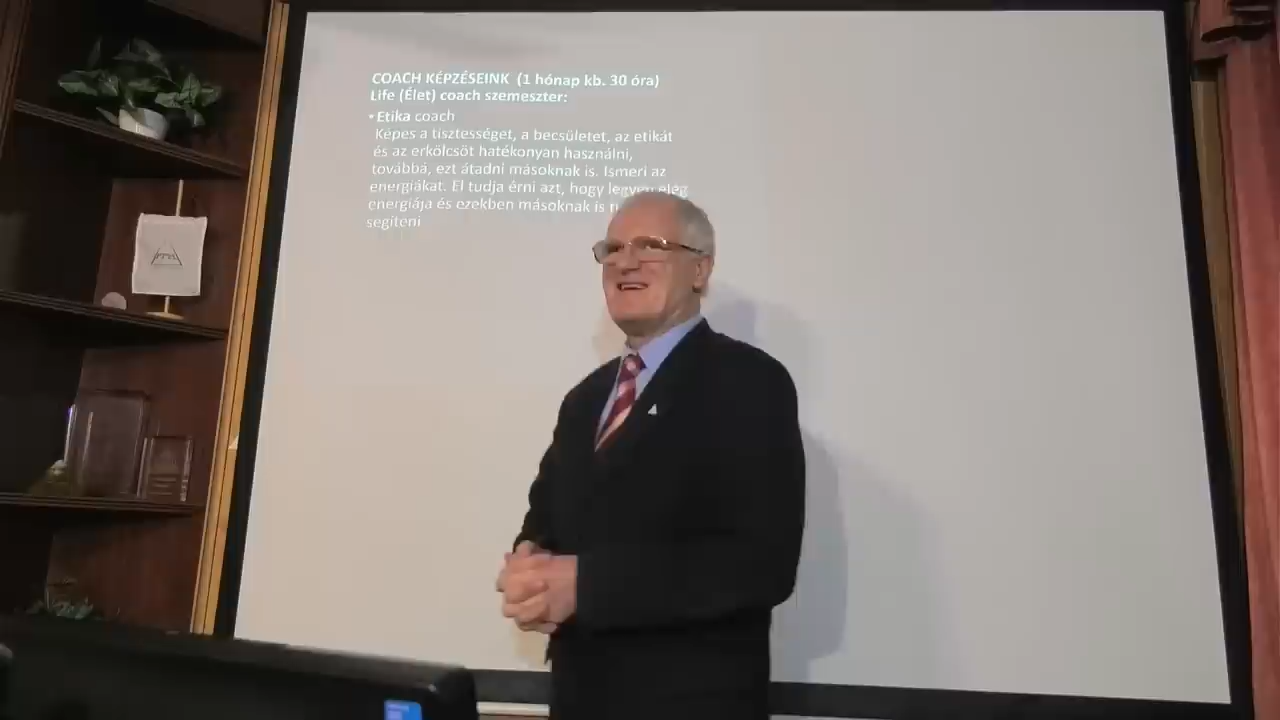 COACH KÉPZÉSEINK (1 hónap kb. 30 óra)
Life (Élet) coach szemeszter:
• Etika coach
Képes a tisztességet, a becsületet, az etikát
és az erkölcsöt hatékonyan használni,
továbbá, ezt átadni másoknak is. Ismeri az
energiákat. El tudja érni azt, hogy legyen elég
energiája és ezekben másoknak is
segíteni